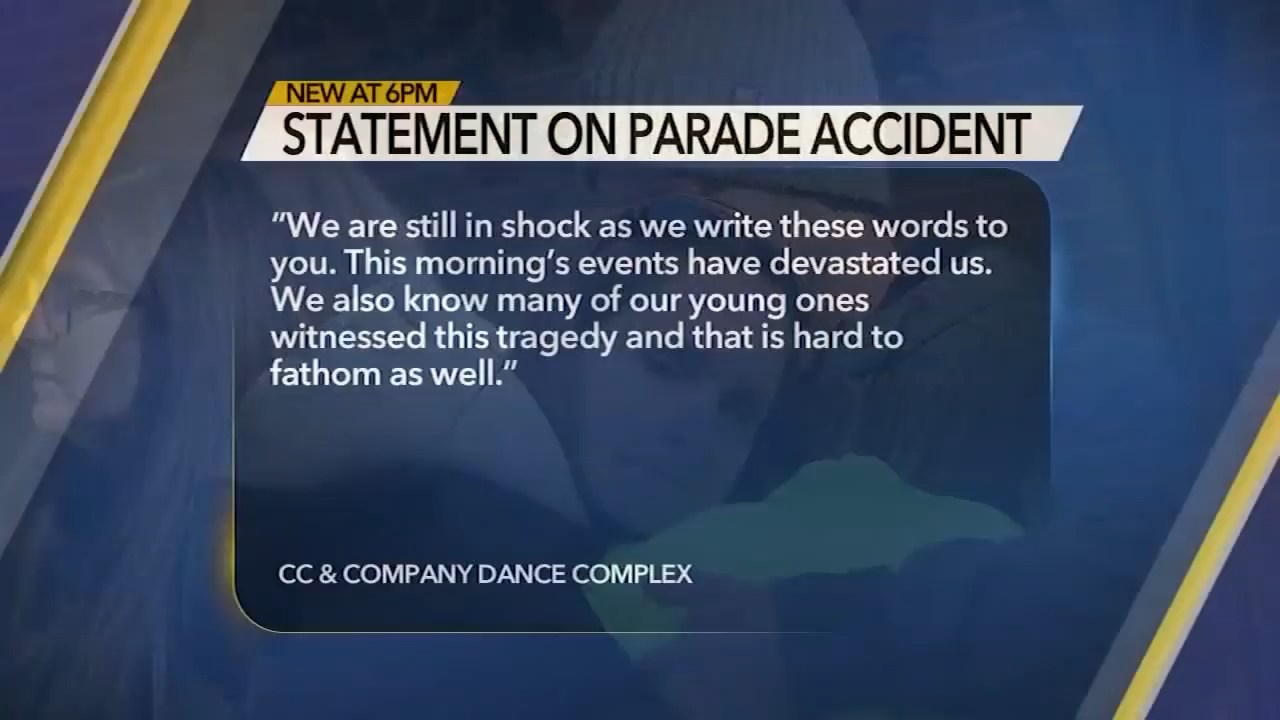 NEW AT 6PM
STATEMENT ON PARADE ACCIDENT
“We are still in shock as we write these words to
you. This morning’s events have devastated us.
We also know many of our young ones
witnessed this tragedy and that is hard to
fathom as well.”
CC & COMPANY DANCE COMPLEX